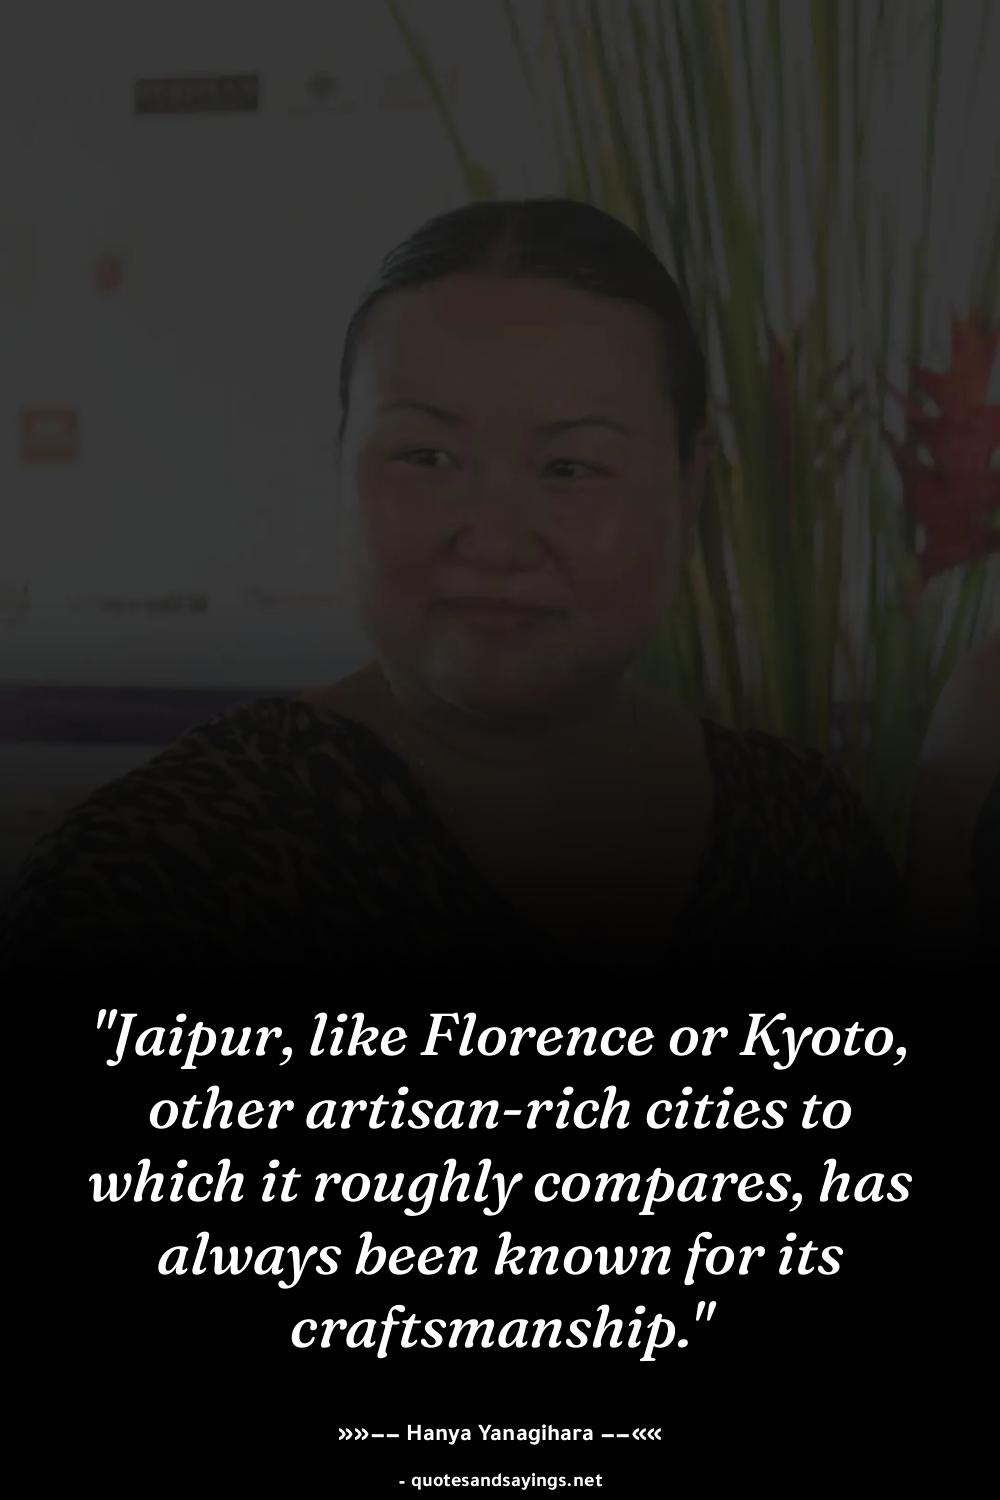 "Jaipur, like Florence or Kyoto,
other artisan-rich cities to
which it roughly compares, has
always been known for its
craftsmanship."
»»–– Hanya Yanagihara ––««
- quotesandsayings.net